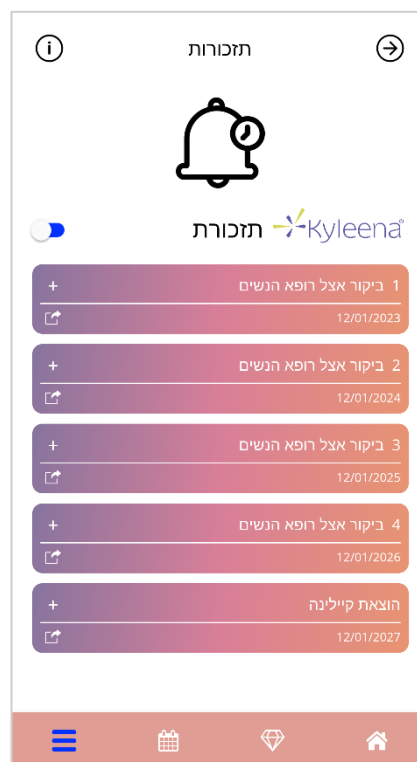 תזכורות
תזכורת Kyleena®
1 ביקור אצל רופא הנשים
12/01/2023
2 ביקור אצל רופא הנשים
12/01/2024
3 ביקור אצל רופא הנשים
12/01/2025
4 ביקור אצל רופא הנשים
12/01/2026
הוצאת קיילינה
12/01/2027